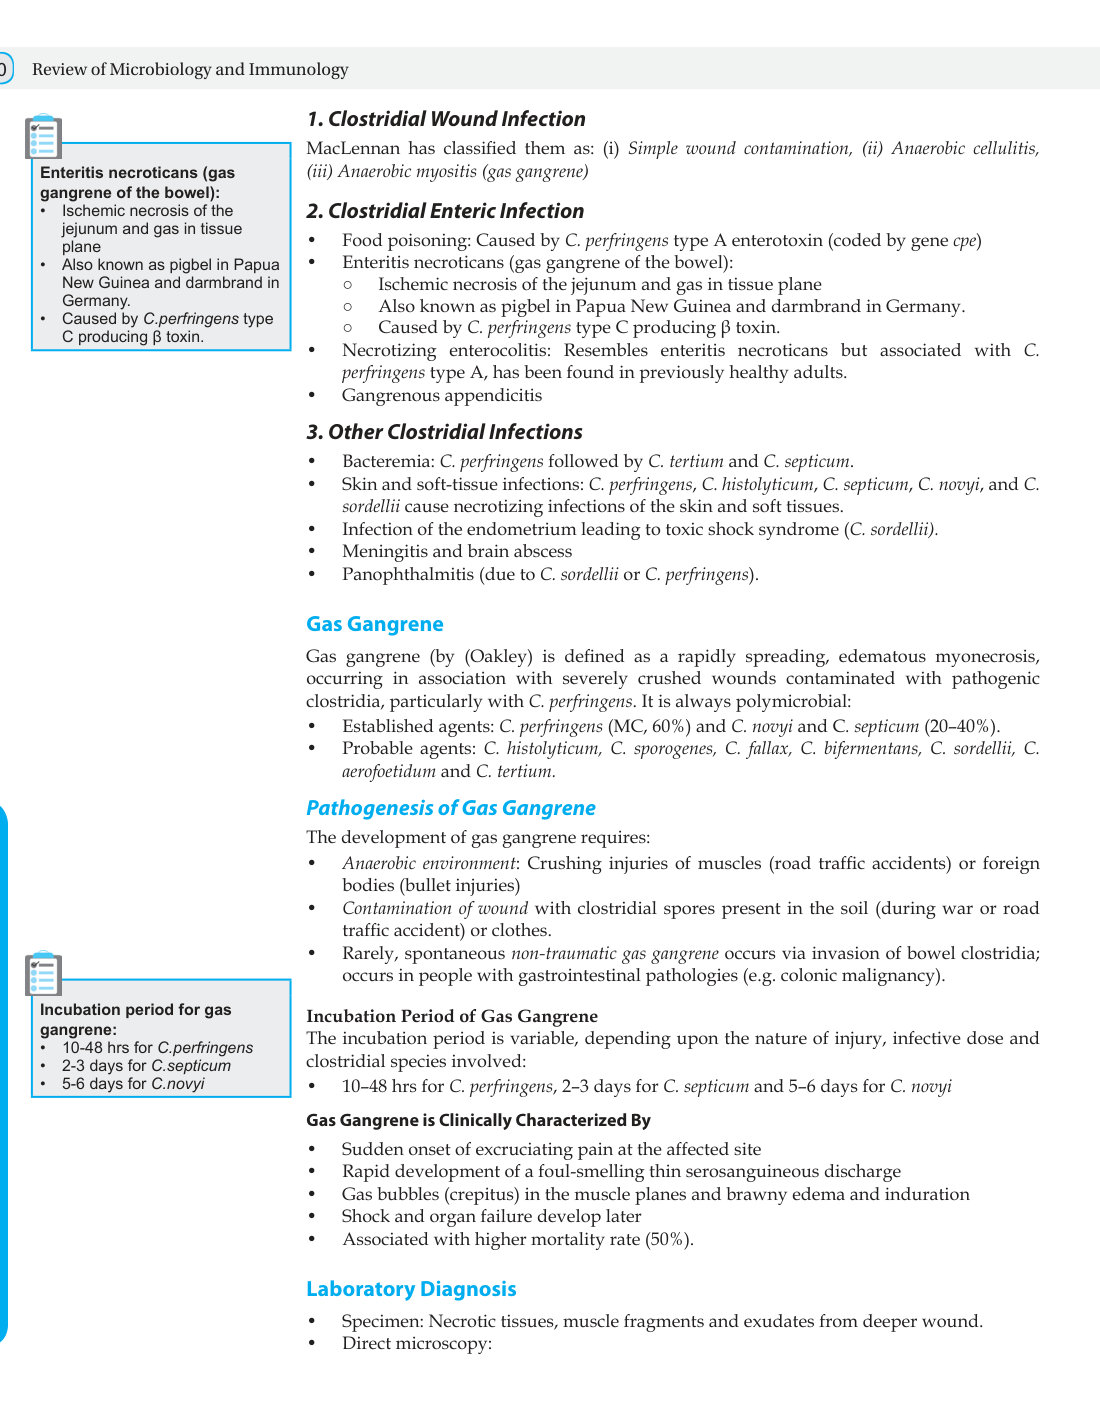 0 Review of Microbiology and Immunology
Enteritis necroticans (gas
gangrene of the bowel):
• Ischemic necrosis of the
jejunum and gas in tissue
plane
• Also known as pigbel in Papua
New Guinea and darmbrand in
Germany.
• Caused by C.perfringens type
C producing β toxin.
1. Clostridial Wound Infection
MacLennan has classified them as: (i) Simple wound contamination, (ii) Anaerobic cellulitis,
(iii) Anaerobic myositis (gas gangrene)
2. Clostridial Enteric Infection
• Food poisoning: Caused by C. perfringens type A enterotoxin (coded by gene cpe)
• Enteritis necroticans (gas gangrene of the bowel):
○ Ischemic necrosis of the jejunum and gas in tissue plane
○ Also known as pigbel in Papua New Guinea and darmbrand in Germany.
○ Caused by C. perfringens type C producing β toxin.
• Necrotizing enterocolitis: Resembles enteritis necroticans but associated with C.
perfringens type A, has been found in previously healthy adults.
• Gangrenous appendicitis
3. Other Clostridial Infections
• Bacteremia: C. perfringens followed by C. tertium and C. septicum.
• Skin and soft-tissue infections: C. perfringens, C. histolyticum, C. septicum, C. novyi, and C.
sordellii cause necrotizing infections of the skin and soft tissues.
• Infection of the endometrium leading to toxic shock syndrome (C. sordellii).
• Meningitis and brain abscess
• Panophthalmitis (due to C. sordellii or C. perfringens).
Gas Gangrene
Gas gangrene (by (Oakley) is defined as a rapidly spreading, edematous myonecrosis,
occurring in association with severely crushed wounds contaminated with pathogenic
clostridia, particularly with C. perfringens. It is always polymicrobial:
• Established agents: C. perfringens (MC, 60%) and C. novyi and C. septicum (20–40%).
• Probable agents: C. histolyticum, C. sporogenes, C. fallax, C. bifermentans, C. sordellii, C.
aerofoetidum and C. tertium.
Pathogenesis of Gas Gangrene
The development of gas gangrene requires:
• Anaerobic environment: Crushing injuries of muscles (road traffic accidents) or foreign
bodies (bullet injuries)
• Contamination of wound with clostridial spores present in the soil (during war or road
traffic accident) or clothes.
• Rarely, spontaneous non-traumatic gas gangrene occurs via invasion of bowel clostridia;
occurs in people with gastrointestinal pathologies (e.g. colonic malignancy).
Incubation period for gas
gangrene:
• 10-48 hrs for C.perfringens
• 2-3 days for C.septicum
• 5-6 days for C.novyi
Incubation Period of Gas Gangrene
The incubation period is variable, depending upon the nature of injury, infective dose and
clostridial species involved:
• 10–48 hrs for C. perfringens, 2–3 days for C. septicum and 5–6 days for C. novyi
Gas Gangrene is Clinically Characterized By
• Sudden onset of excruciating pain at the affected site
• Rapid development of a foul-smelling thin serosanguineous discharge
• Gas bubbles (crepitus) in the muscle planes and brawny edema and induration
• Shock and organ failure develop later
• Associated with higher mortality rate (50%).
Laboratory Diagnosis
• Specimen: Necrotic tissues, muscle fragments and exudates from deeper wound.
• Direct microscopy: